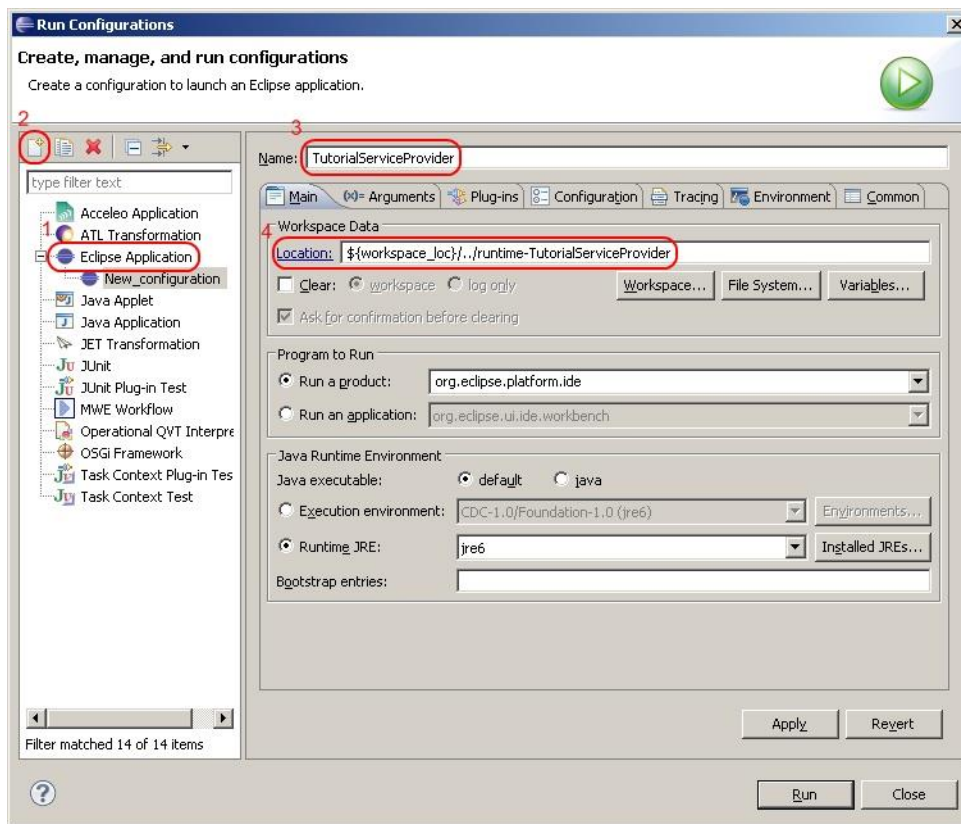 Run Configurations
Create, manage, and run configurations
Create a configuration to launch an Eclipse application.
2
3
Name: TutorialServiceProvider
type filter text
Main (x)= Arguments Plug-ins Configuration Tracing Environment Common
Acceleo Application
1 ATL Transformation
Eclipse Application
New_configuration
Java Applet
Java Application
JET Transformation
Ju JUnit
JUnit Plug-in Test
MWE Workflow
Operational QVT Interpre
OSGi Framework
Task Context Plug-in Tes
Task Context Test
Workspace Data
4
Location: ${workspace_loc}/../runtime-TutorialServiceProvider
Clear: workspace log only Workspace... File System... Variables...
Ask for confirmation before clearing
Program to Run
Run a product: org.eclipse.platform.ide
Run an application: org.eclipse.ui.ide.workbench
Java Runtime Environment
Java executable: default java
Execution environment: CDC-1.0/Foundation-1.0 (jre6) Environments...
Runtime JRE: jre6 Installed JREs...
Bootstrap entries:
Apply Revert
Filter matched 14 of 14 items
? Run Close